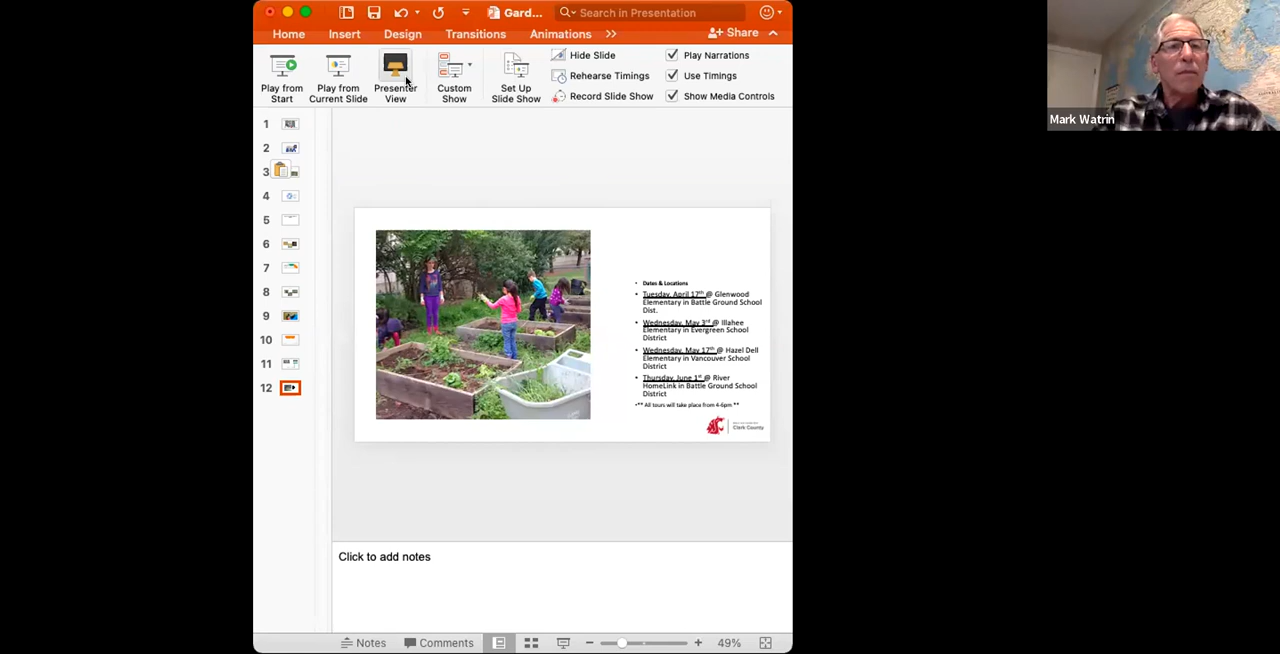 Gard...
Search in Presentation
Home
Insert
Design
Transitions
Animations
>>
Share
Play from
Start
Play from
Current Slide
Presenter
View
Custom
Show
Set Up
Slide Show
Hide Slide
Rehearse Timings
Record Slide Show
Play Narrations
Use Timings
Show Media Controls
Mark Watrin
1
2
3
4
5
6
7
8
9
10
11
12
• Dates & Locations
• Tuesday, April 17th @ Glenwood
Elementary in Battle Ground School
Dist.
• Wednesday, May 3rd @ Illahee
Elementary in Evergreen School
District
• Wednesday, May 17th @ Hazel Dell
Elementary in Vancouver School
District
• Thursday, June 1st @ River
HomeLink in Battle Ground School
District
•** All tours will take place from 4-6pm **
Clark County
Click to add notes
Notes
Comments
49%